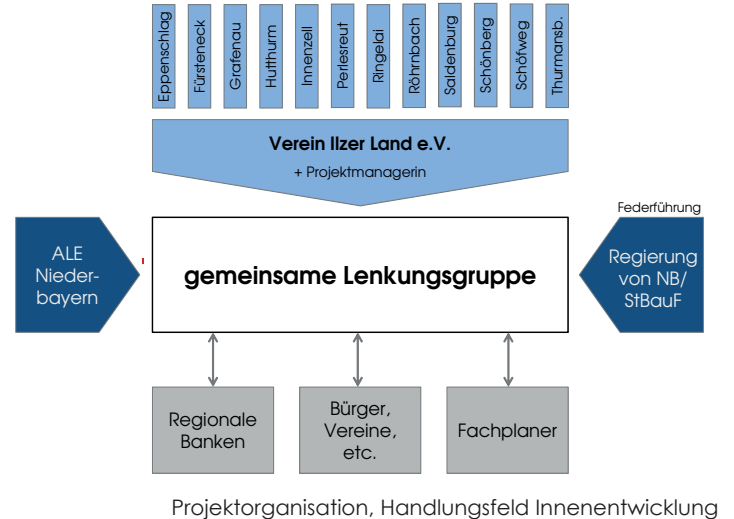 Eppenschlag
Fürsteneck
Grafenau
Hutthurm
Innenzell
Perlesreut
Ringelai
Röhrnbach
Saldenburg
Schönberg
Schöfweg
Thurmansb.
Verein Ilzer Land e.V.
+ Projektmanagerin
Federführung
ALE
Nieder-
bayern
gemeinsame Lenkungsgruppe
Regierung
von NB/
StBauF
Regionale
Banken
Bürger,
Vereine,
etc.
Fachplaner
Projektorganisation, Handlungsfeld Innenentwicklung